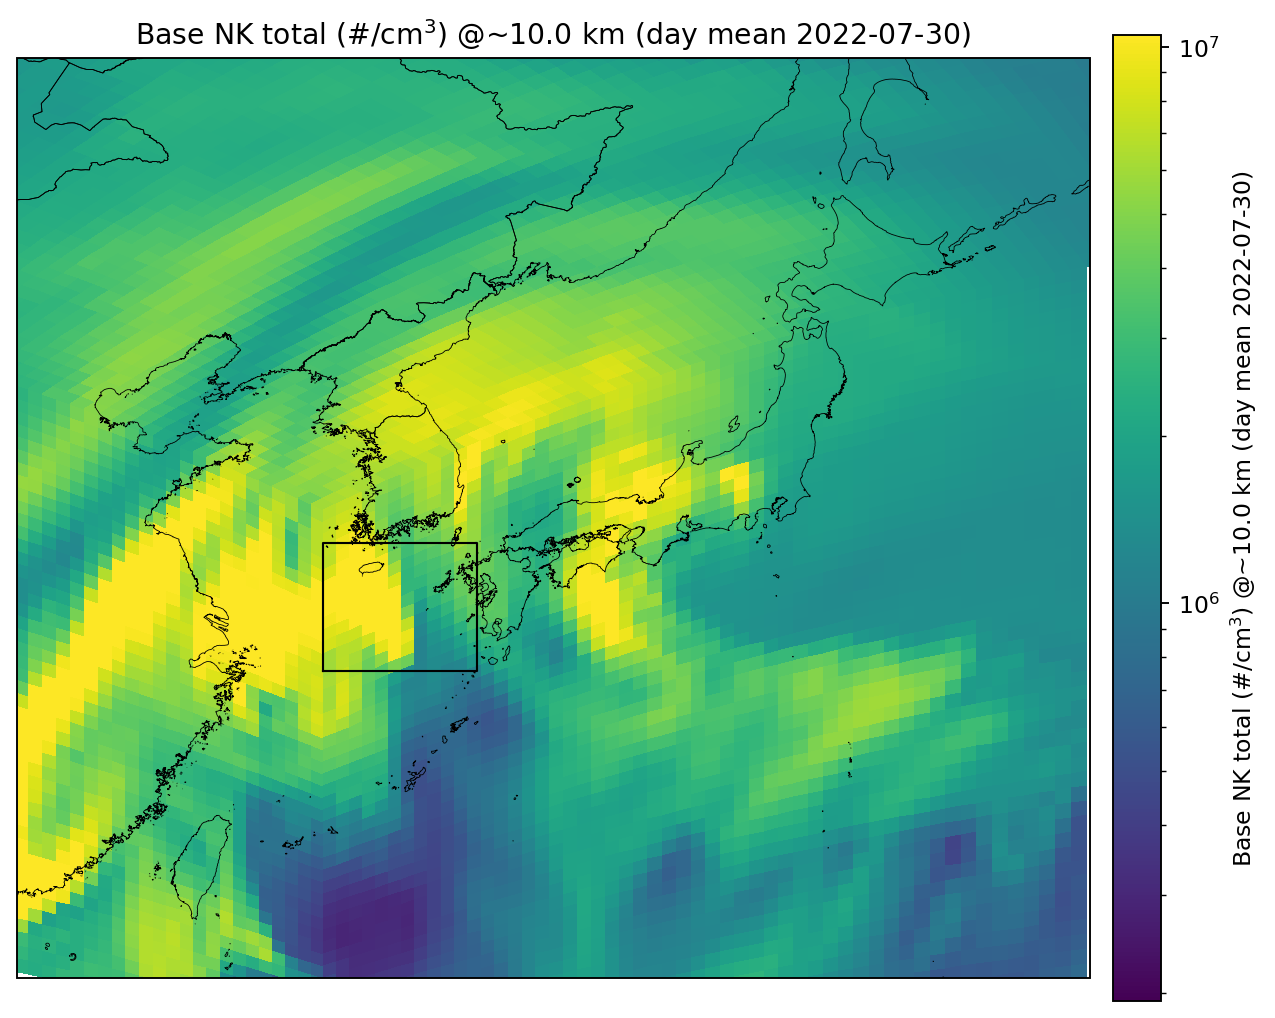 Base NK total (#/cm³) @~10.0 km (day mean 2022-07-30)
10⁷
10⁶
Base NK total (#/cm³) @~10.0 km (day mean 2022-07-30)